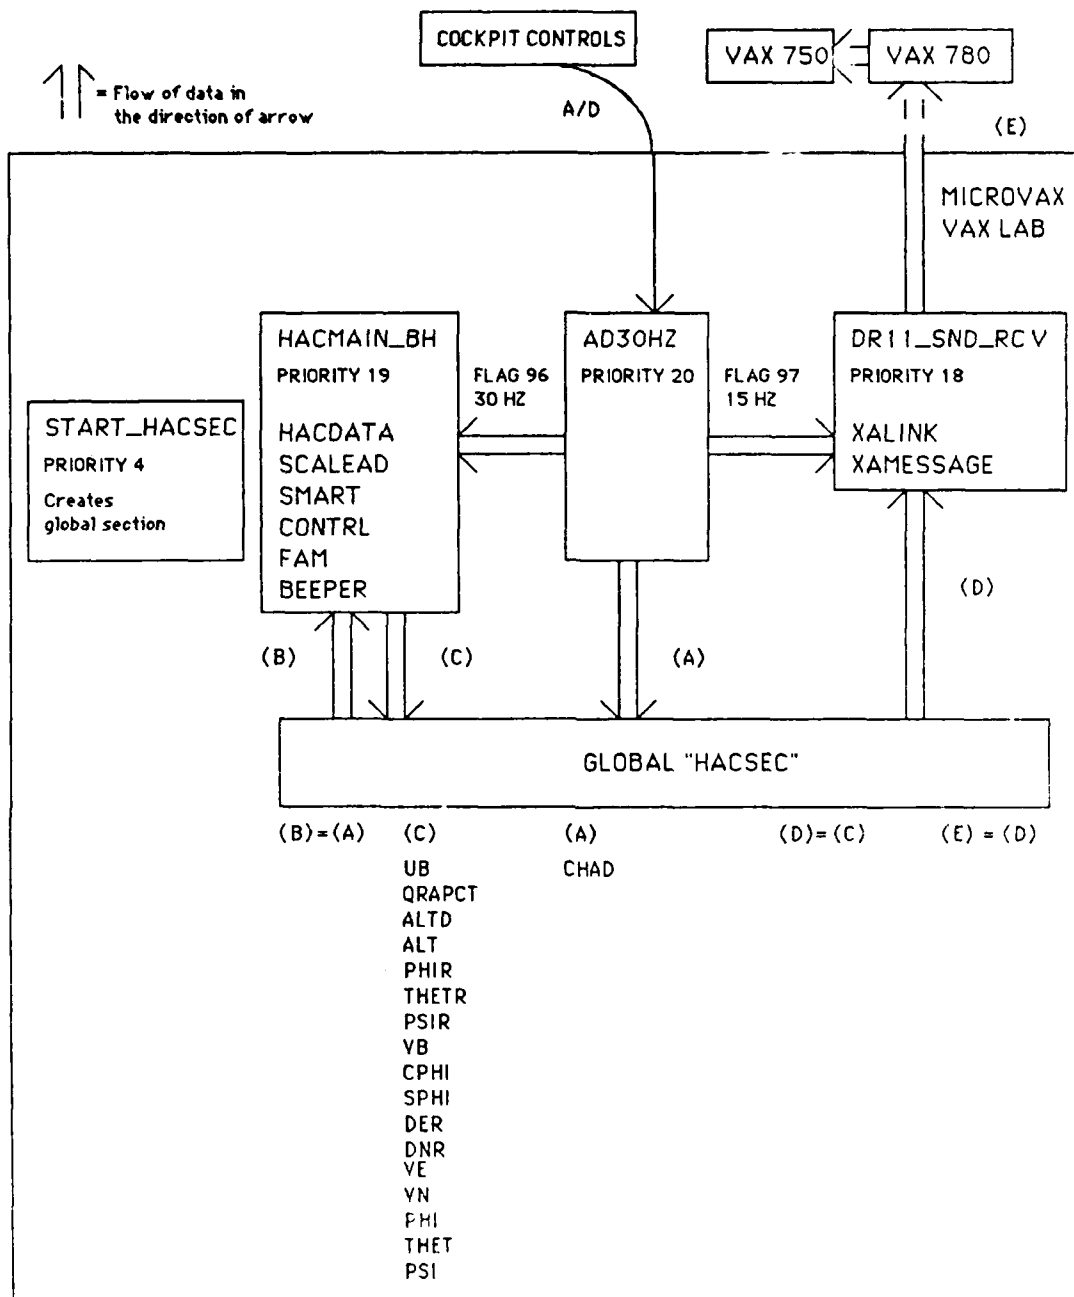 COCKPIT CONTROLS
VAX 750
VAX 780
= Flow of data in
the direction of arrow
A/D
(E)
MICROVAX
VAX LAB
START_HACSEC
PRIORITY 4
Creates
global section
HACMAIN_BH
PRIORITY 19
HACDATA
SCALEAD
SMART
CONTRL
FAM
BEEPER
FLAG 96
30 HZ
AD30HZ
PRIORITY 20
FLAG 97
15 HZ
DR11_SND_RCV
PRIORITY 18
XALINK
XAMESSAGE
(B)
(C)
(A)
(D)
GLOBAL "HACSEC"
(B)=(A)
(C)
(A)
(D)=(C)
(E) = (D)
UB
QRAPCT
ALTD
ALT
PHIR
THETR
PSIR
VB
CPHI
SPHI
DER
DNR
VE
VN
PHI
THET
PSI
CHAD